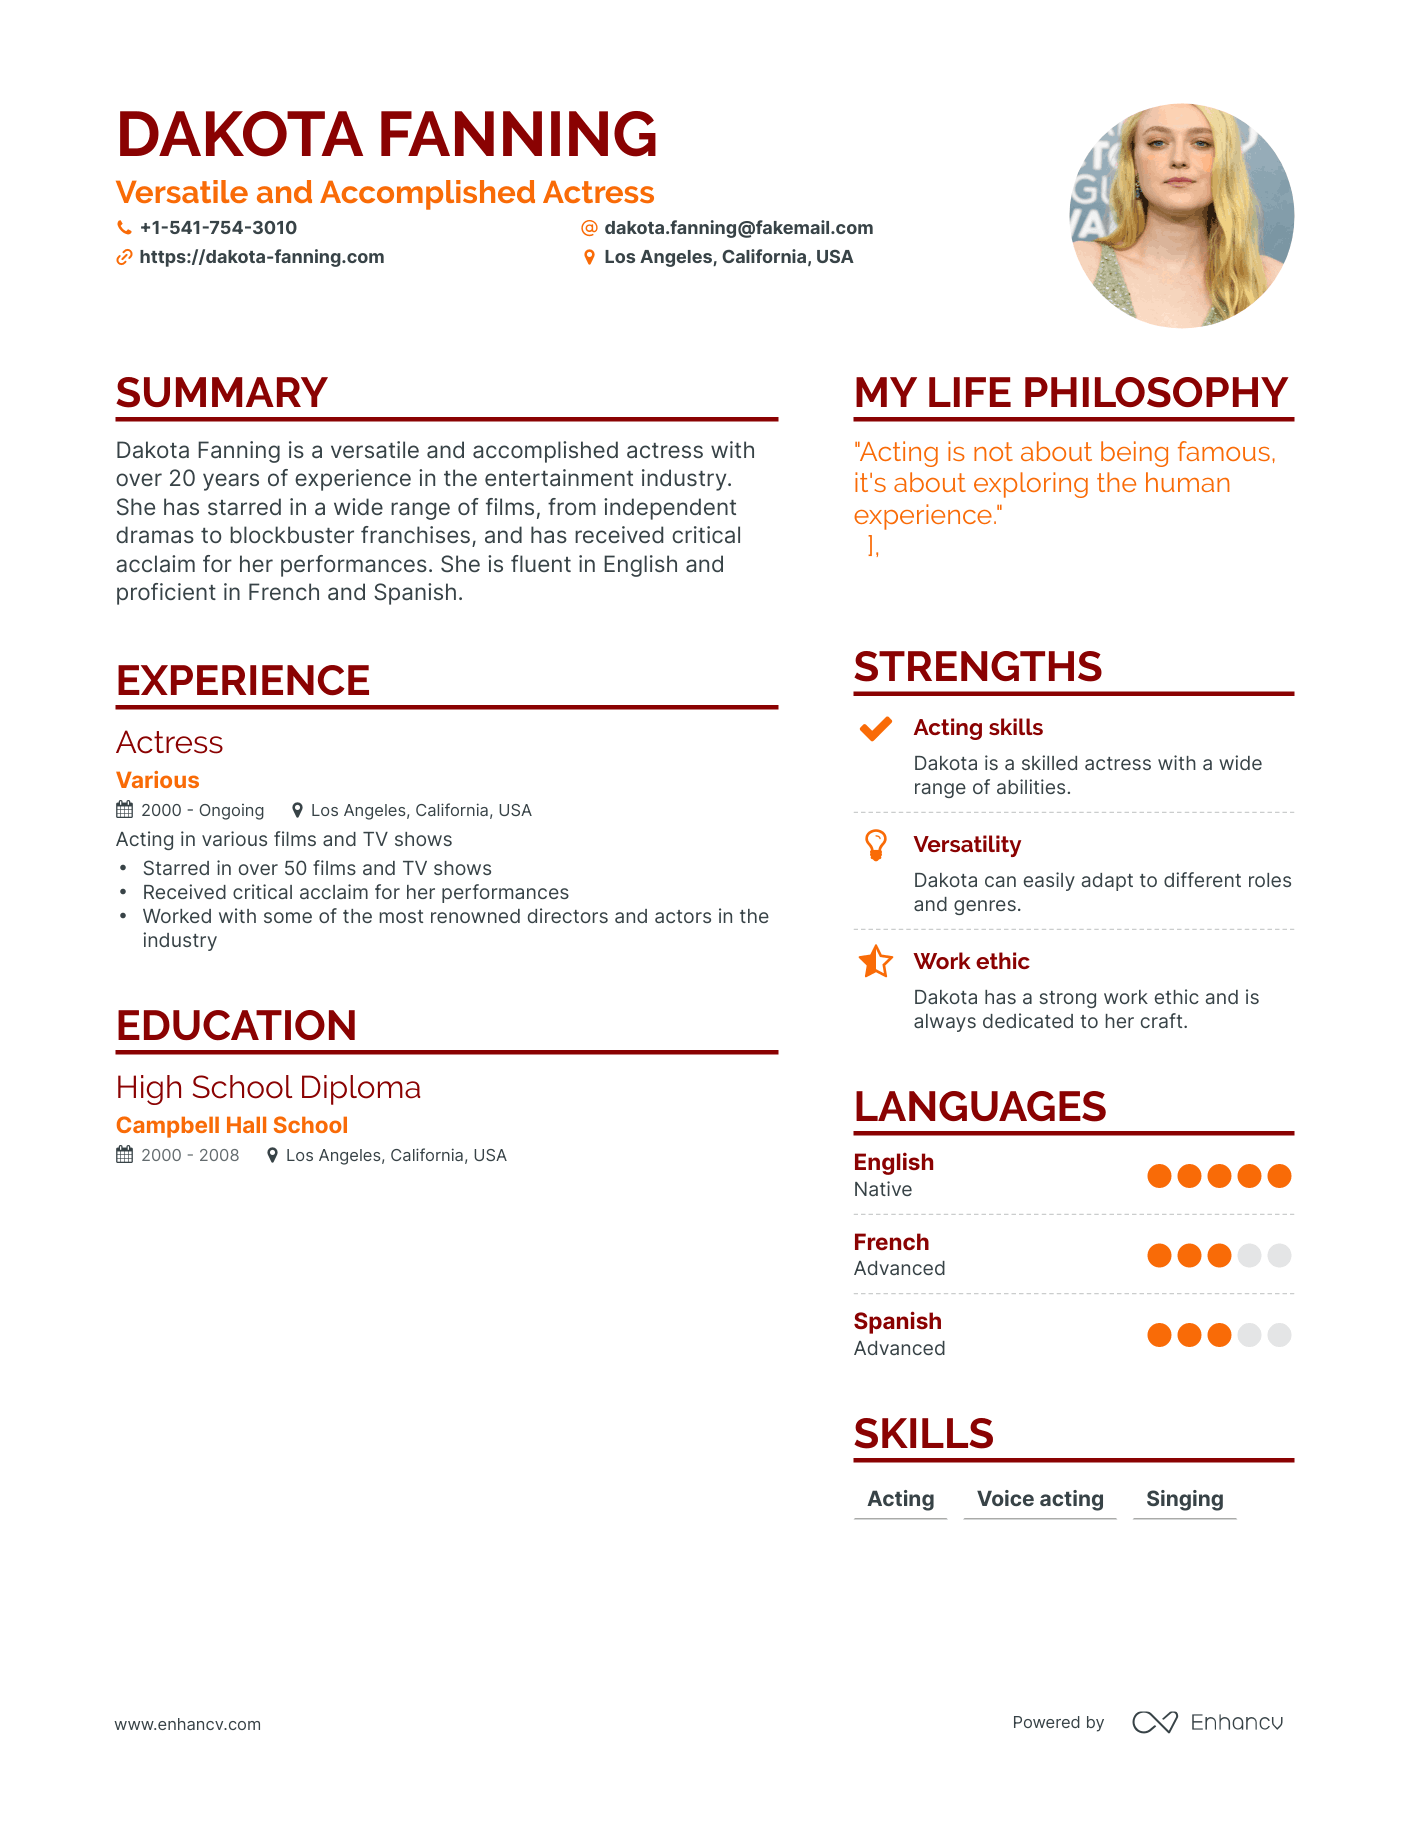 DAKOTA FANNING
Versatile and Accomplished Actress
+1-541-754-3010
dakota.fanning@fakemail.com
https://dakota-fanning.com
Los Angeles, California, USA
SUMMARY
Dakota Fanning is a versatile and accomplished actress with
over 20 years of experience in the entertainment industry.
She has starred in a wide range of films, from independent
dramas to blockbuster franchises, and has received critical
acclaim for her performances. She is fluent in English and
proficient in French and Spanish.
EXPERIENCE
Actress
Various
2000 - Ongoing
Los Angeles, California, USA
Acting in various films and TV shows
• Starred in over 50 films and TV shows
• Received critical acclaim for her performances
• Worked with some of the most renowned directors and actors in the
industry
EDUCATION
High School Diploma
Campbell Hall School
2000 - 2008
Los Angeles, California, USA
MY LIFE PHILOSOPHY
"Acting is not about being famous,
it's about exploring the human
experience."
],
STRENGTHS
Acting skills
Dakota is a skilled actress with a wide
range of abilities.
Versatility
Dakota can easily adapt to different roles
and genres.
Work ethic
Dakota has a strong work ethic and is
always dedicated to her craft.
LANGUAGES
English
Native
French
Advanced
Spanish
Advanced
SKILLS
Acting
Voice acting
Singing
www.enhancv.com
Powered by
Enhancv